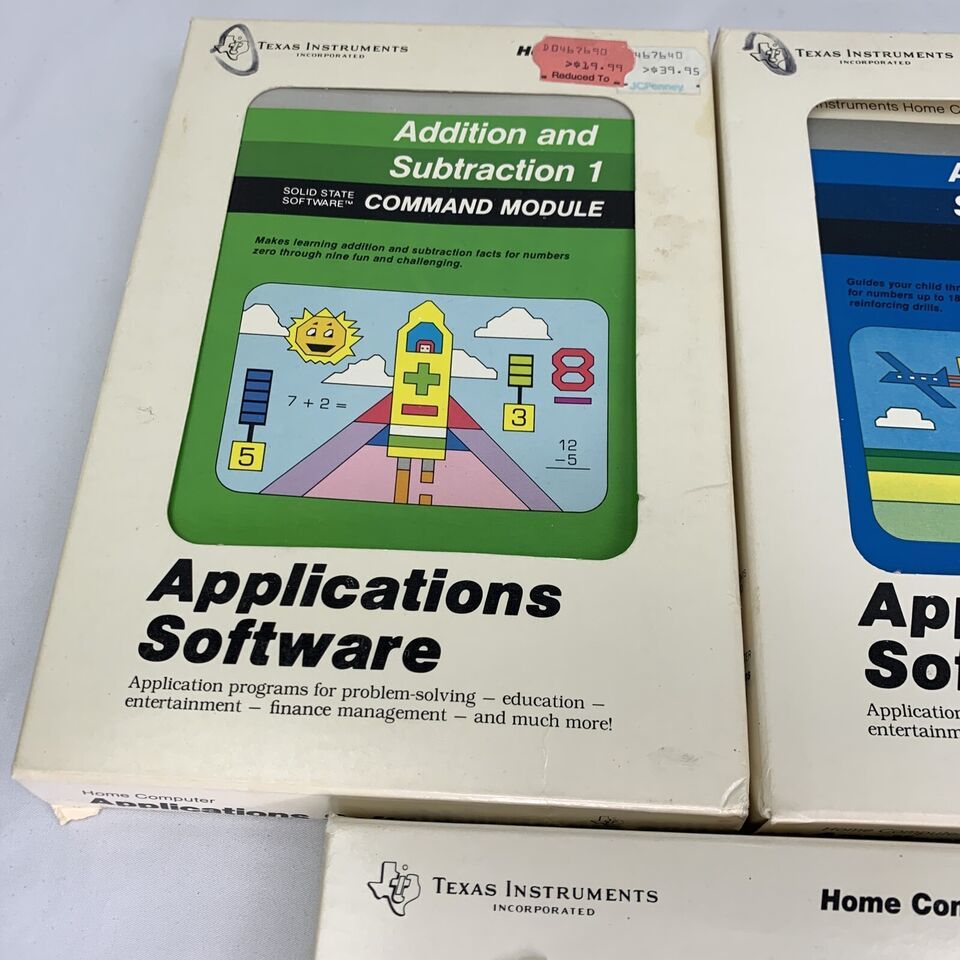 TEXAS INSTRUMENTS
INCORPORATED
D0467690
>$19.99
Reduced To
467640
>$39.95
JCPenney
Addition and
Subtraction 1
SOLID STATE
SOFTWARE™ COMMAND MODULE
Makes learning addition and subtraction facts for numbers
zero through nine fun and challenging.
7 + 2 =
5
3
8
12
-5
Applications
Software
Application programs for problem-solving — education —
entertainment — finance management — and much more!
Home Computer
Applications
TEXAS INSTRUMENTS
INCORPORATED
Instruments Home C
Guides your child thr
for numbers up to 18
reinforcing drills.
App
Sof
Application
entertainm
Home Computer
TEXAS INSTRUMENTS
INCORPORATED
Home Com